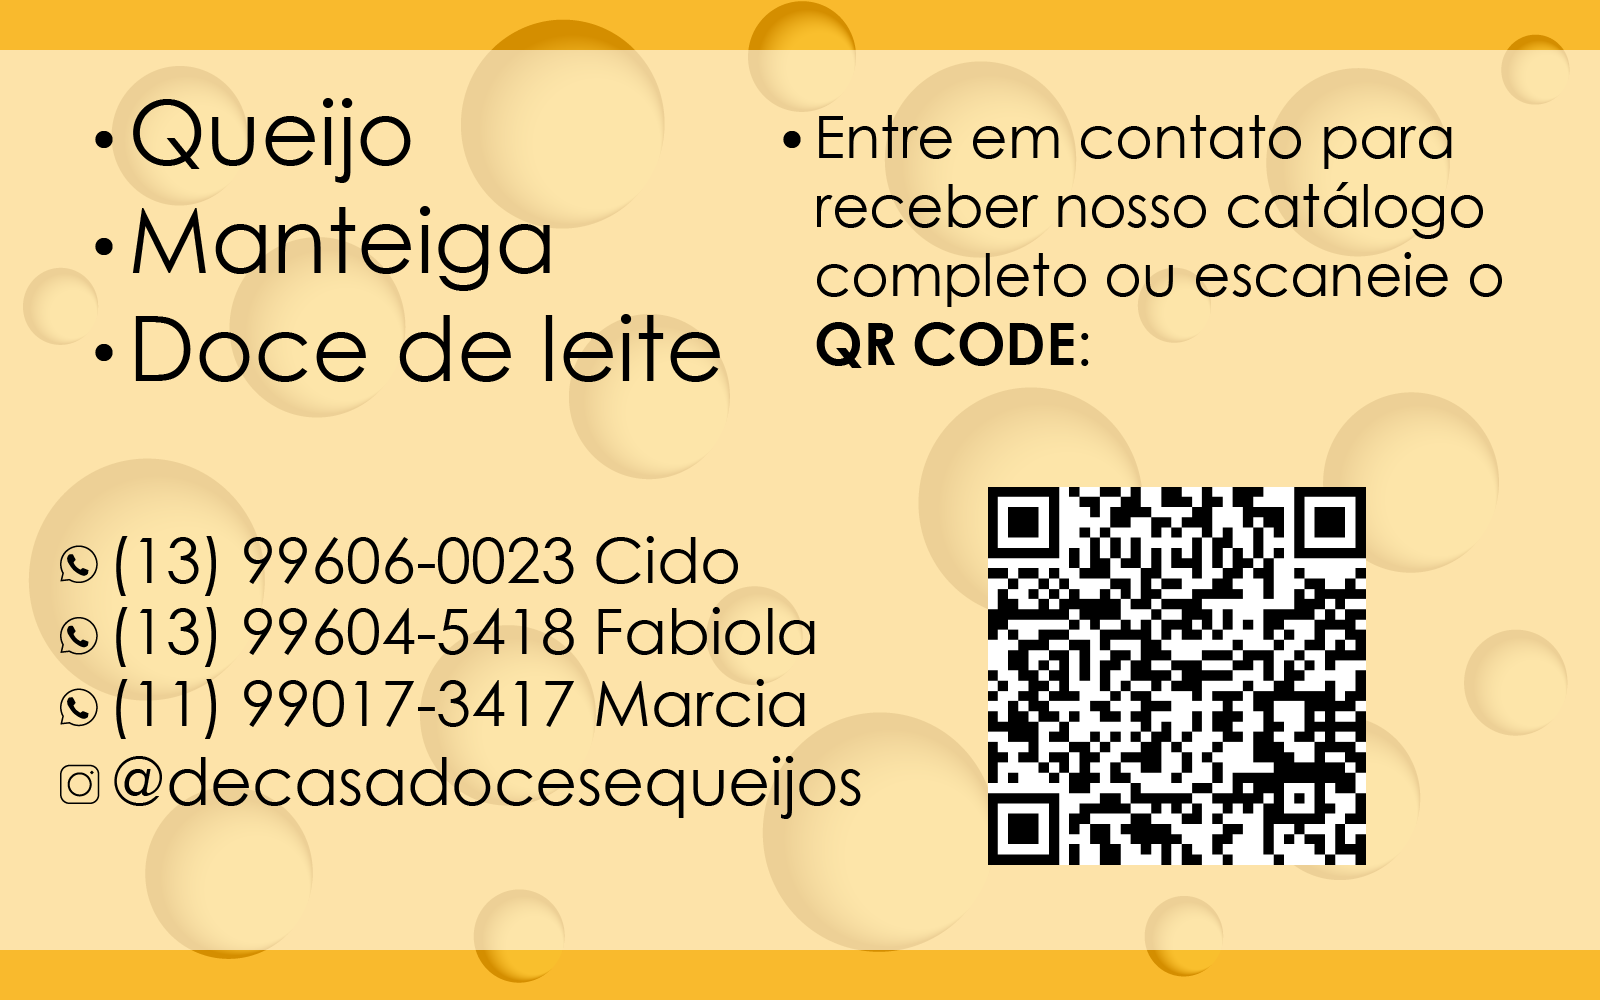 • Queijo
• Manteiga
• Doce de leite
• Entre em contato para
receber nosso catálogo
completo ou escaneie o
QR CODE:
(13) 99606-0023 Cido
(13) 99604-5418 Fabiola
(11) 99017-3417 Marcia
@decasadocesequeijos